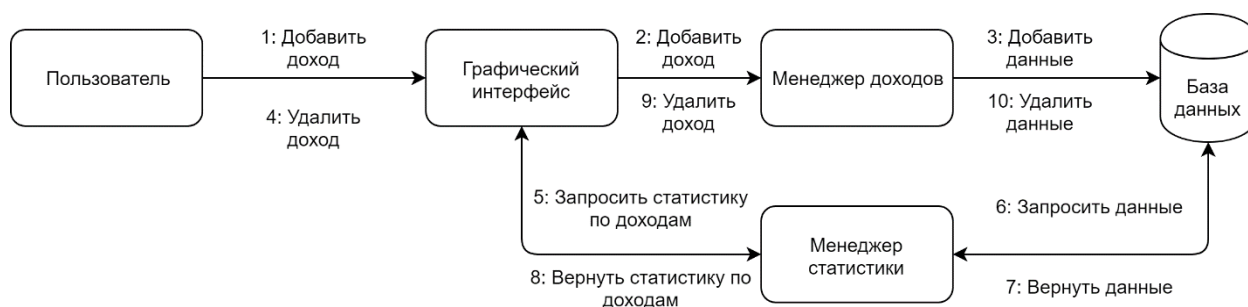 Пользователь
1: Добавить
доход
4: Удалить
доход
Графический
интерфейс
2: Добавить
доход
9: Удалить
доход
Менеджер доходов
3: Добавить
данные
10: Удалить
данные
База
данных
5: Запросить статистику
по доходам
8: Вернуть статистику по
доходам
Менеджер
статистики
6: Запросить данные
7: Вернуть данные